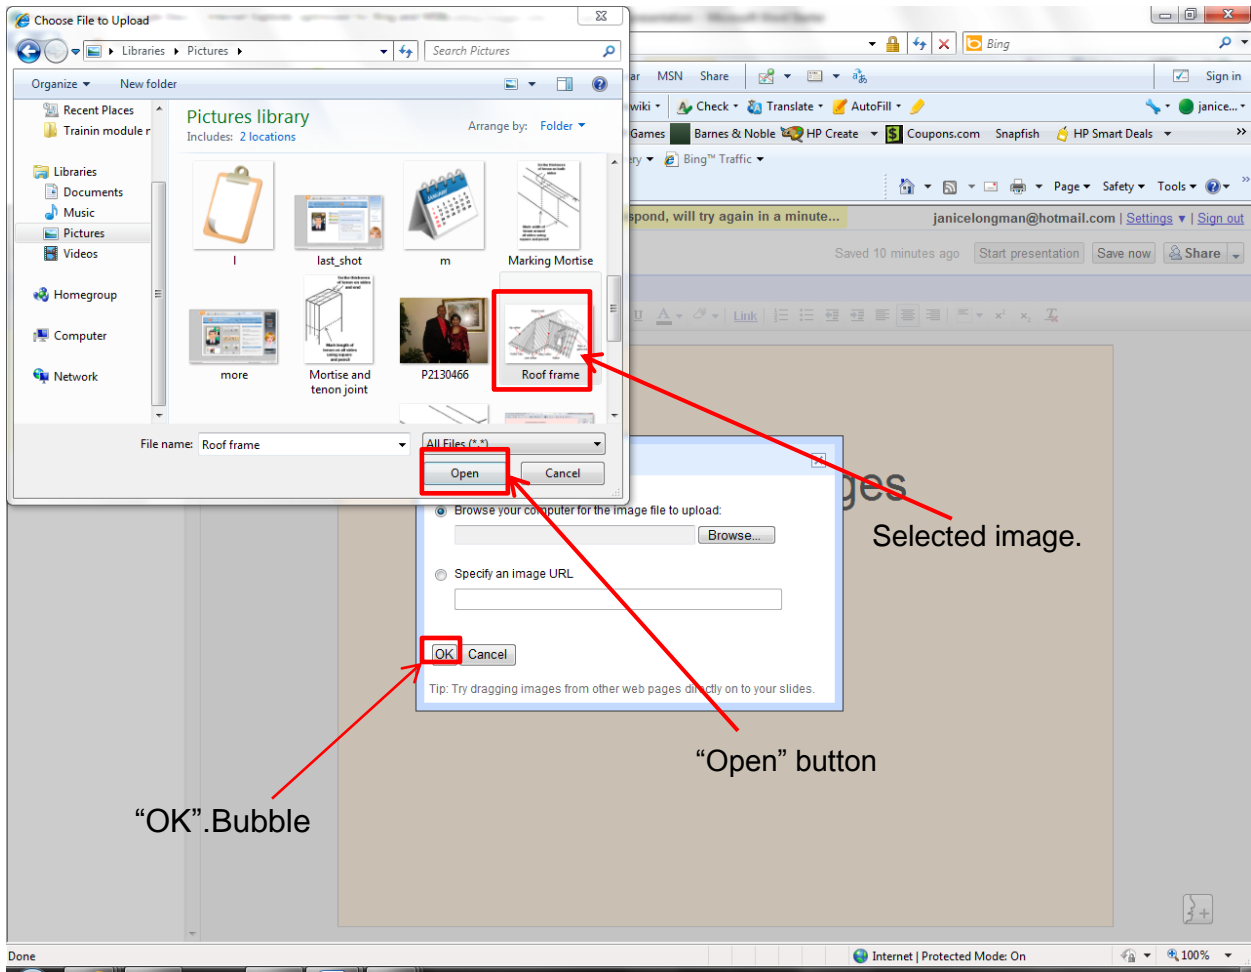 Choose File to Upload
Libraries Pictures
Search Pictures
Bing
Organize New folder
ar MSN Share
Sign in
Recent Places
Trainin module r
Libraries
Documents
Music
Pictures
Videos
Homegroup
Computer
Network
Pictures library
Includes: 2 locations
Arrange by: Folder
l
last_shot
m
Marking Mortise
more
Mortise and
tenon joint
P2130466
Roof frame
File name: Roof frame
All Files (*.*)
Open Cancel
wiki Check Translate AutoFill
janice...
Games Barnes & Noble HP Create Coupons.com Snapfish HP Smart Deals »
ery Bing™ Traffic
Page Safety Tools »
spond, will try again in a minute...
janicelongman@hotmail.com | Settings ▼ | Sign out
Saved 10 minutes ago Start presentation Save now Share
U A Link
ges
Browse your computer for the image file to upload:
Browse...
Specify an image URL
OK Cancel
Tip: Try dragging images from other web pages directly on to your slides.
Selected image.
“Open” button
“OK”.Bubble
Done
Internet | Protected Mode: On
100%